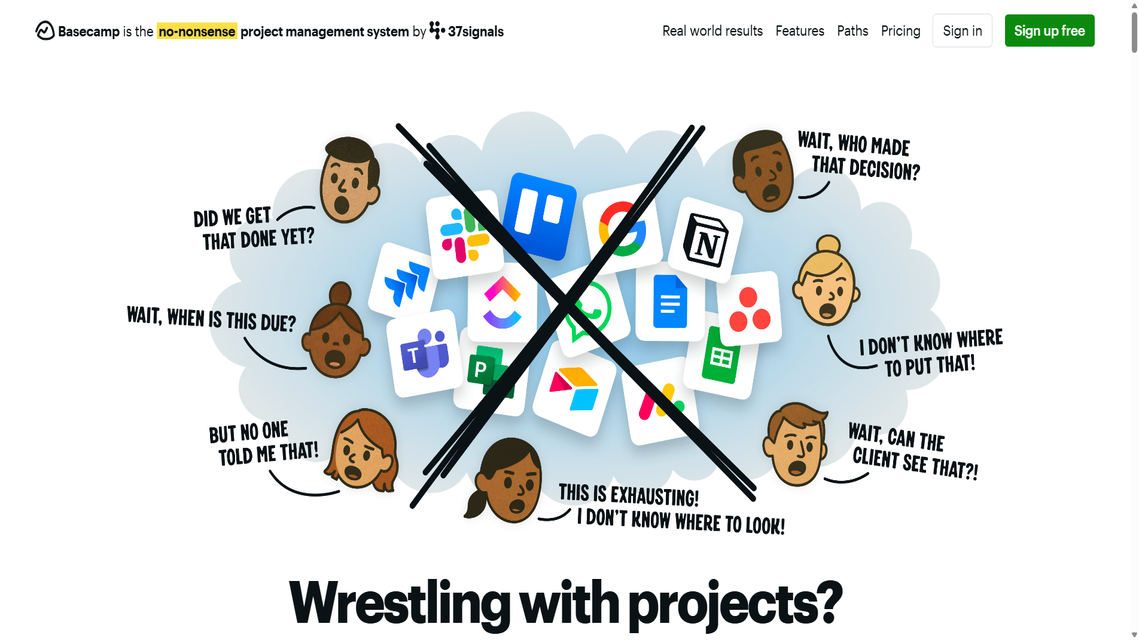 Basecamp is the no-nonsense project management system by 37signals
Real world results
Features
Paths
Pricing
Sign in
Sign up free
DID WE GET
THAT DONE YET?
WAIT, WHO MADE
THAT DECISION?
WAIT, WHEN IS THIS DUE?
N
T
P
I DON'T KNOW WHERE
TO PUT THAT!
BUT NO ONE
TOLD ME THAT!
WAIT, CAN THE
CLIENT SEE THAT?!
THIS IS EXHAUSTING!
I DON'T KNOW WHERE TO LOOK!
Wrestling with projects?